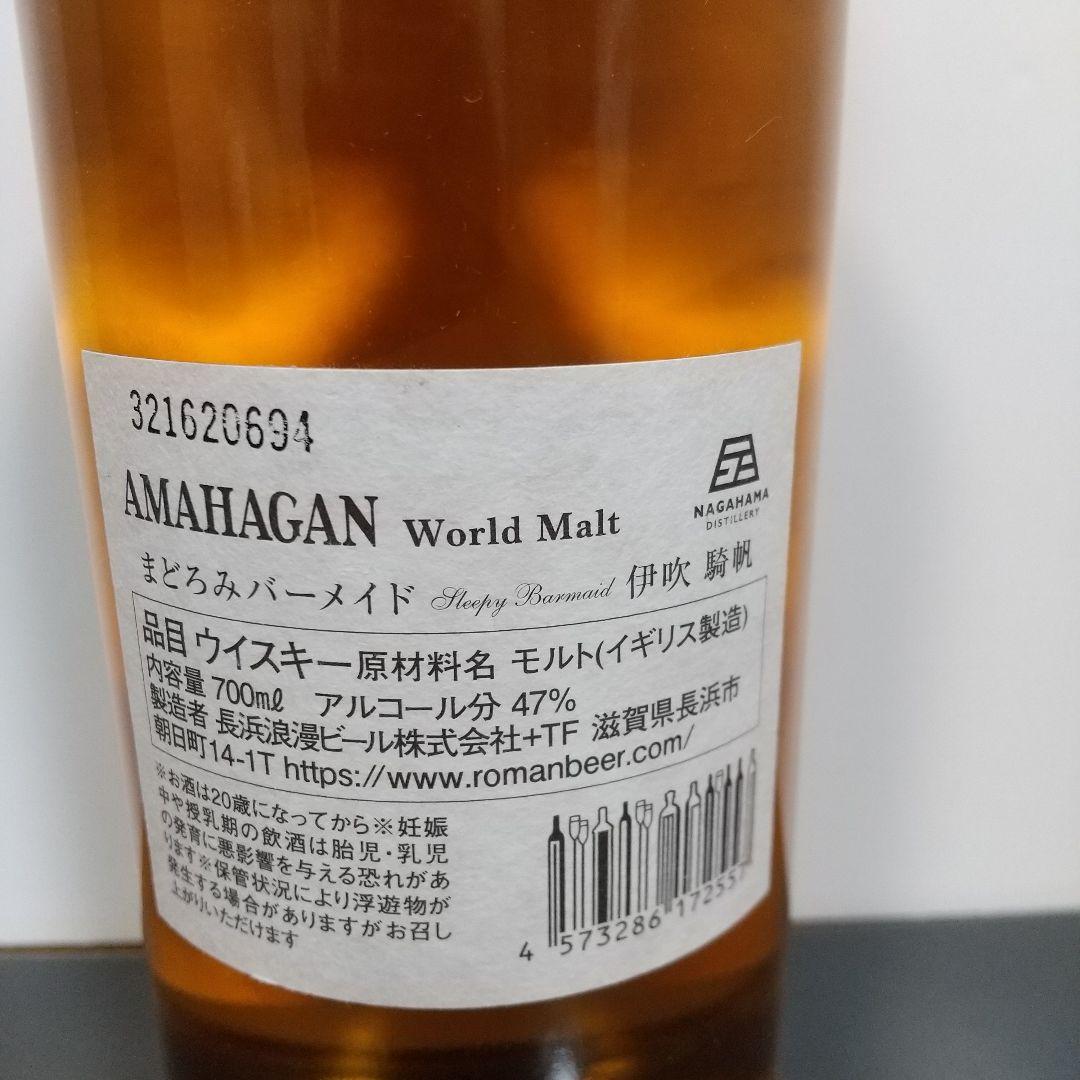 321620694
AMAHAGAN World Malt
NAGAHAMA
DISTILLERY
まどろみバーメイド Sleepy Barmaid 伊吹 騎帆
品目 ウイスキー 原材料名 モルト(イギリス製造)
内容量 700㎖ アルコール分 47%
製造者 長浜浪漫ビール株式会社+TF 滋賀県長浜市
朝日町14-1T https://www.romanbeer.com/
※お酒は20歳になってから※妊娠
中や授乳期の飲酒は胎児・乳児
の発育に悪影響を与える恐れがあ
ります※保管状況により浮遊物が
発生する場合がありますがお召し
上がりいただけます
4 573286 172557